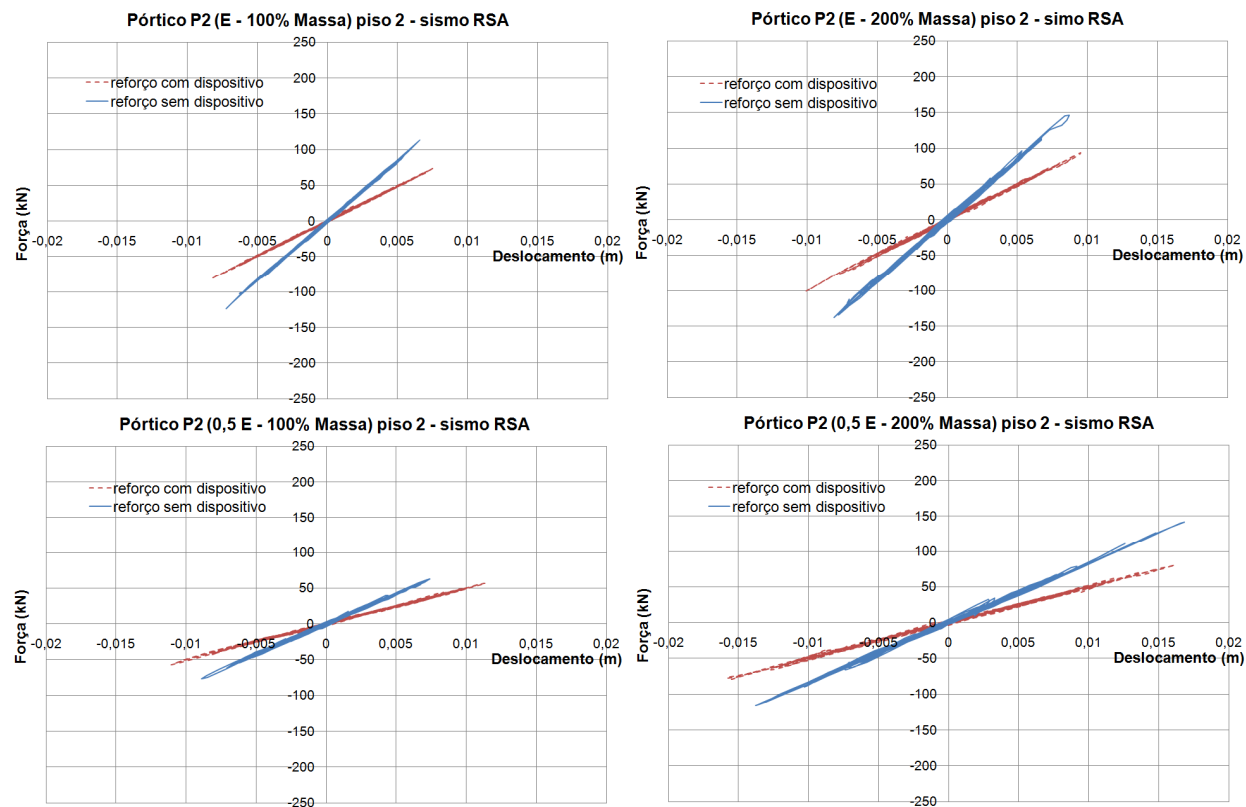 Pórtico P2 (E - 100% Massa) piso 2 - sismo RSA
250
200
reforço com dispositivo
reforço sem dispositivo
150
100
50
0
-0,02 -0,015 -0,01 -0,005 0 0,005 0,01 0,015 0,02
Deslocamento (m)
Força (kN)
-50
-100
-150
-200
-250
Pórtico P2 (E - 200% Massa) piso 2 - simo RSA
250
200
reforço com dispositivo
reforço sem dispositivo
150
100
50
0
-0,02 -0,015 -0,01 -0,005 0 0,005 0,01 0,015 0,02
Deslocamento (m)
Força (kN)
-50
-100
-150
-200
-250
Pórtico P2 (0,5 E - 100% Massa) piso 2 - sismo RSA
250
200
reforço com dispositivo
reforço sem dispositivo
150
100
50
0
-0,02 -0,015 -0,01 -0,005 0 0,005 0,01 0,015 0,02
Deslocamento (m)
Força (kN)
-50
-100
-150
-200
-250
Pórtico P2 (0,5 E - 200% Massa) piso 2 - sismo RSA
250
200
reforço com dispositivo
reforço sem dispositivo
150
100
50
0
-0,02 -0,015 -0,01 -0,005 0 0,005 0,01 0,015 0,02
Deslocamento (m)
Força (kN)
-50
-100
-150
-200
-250